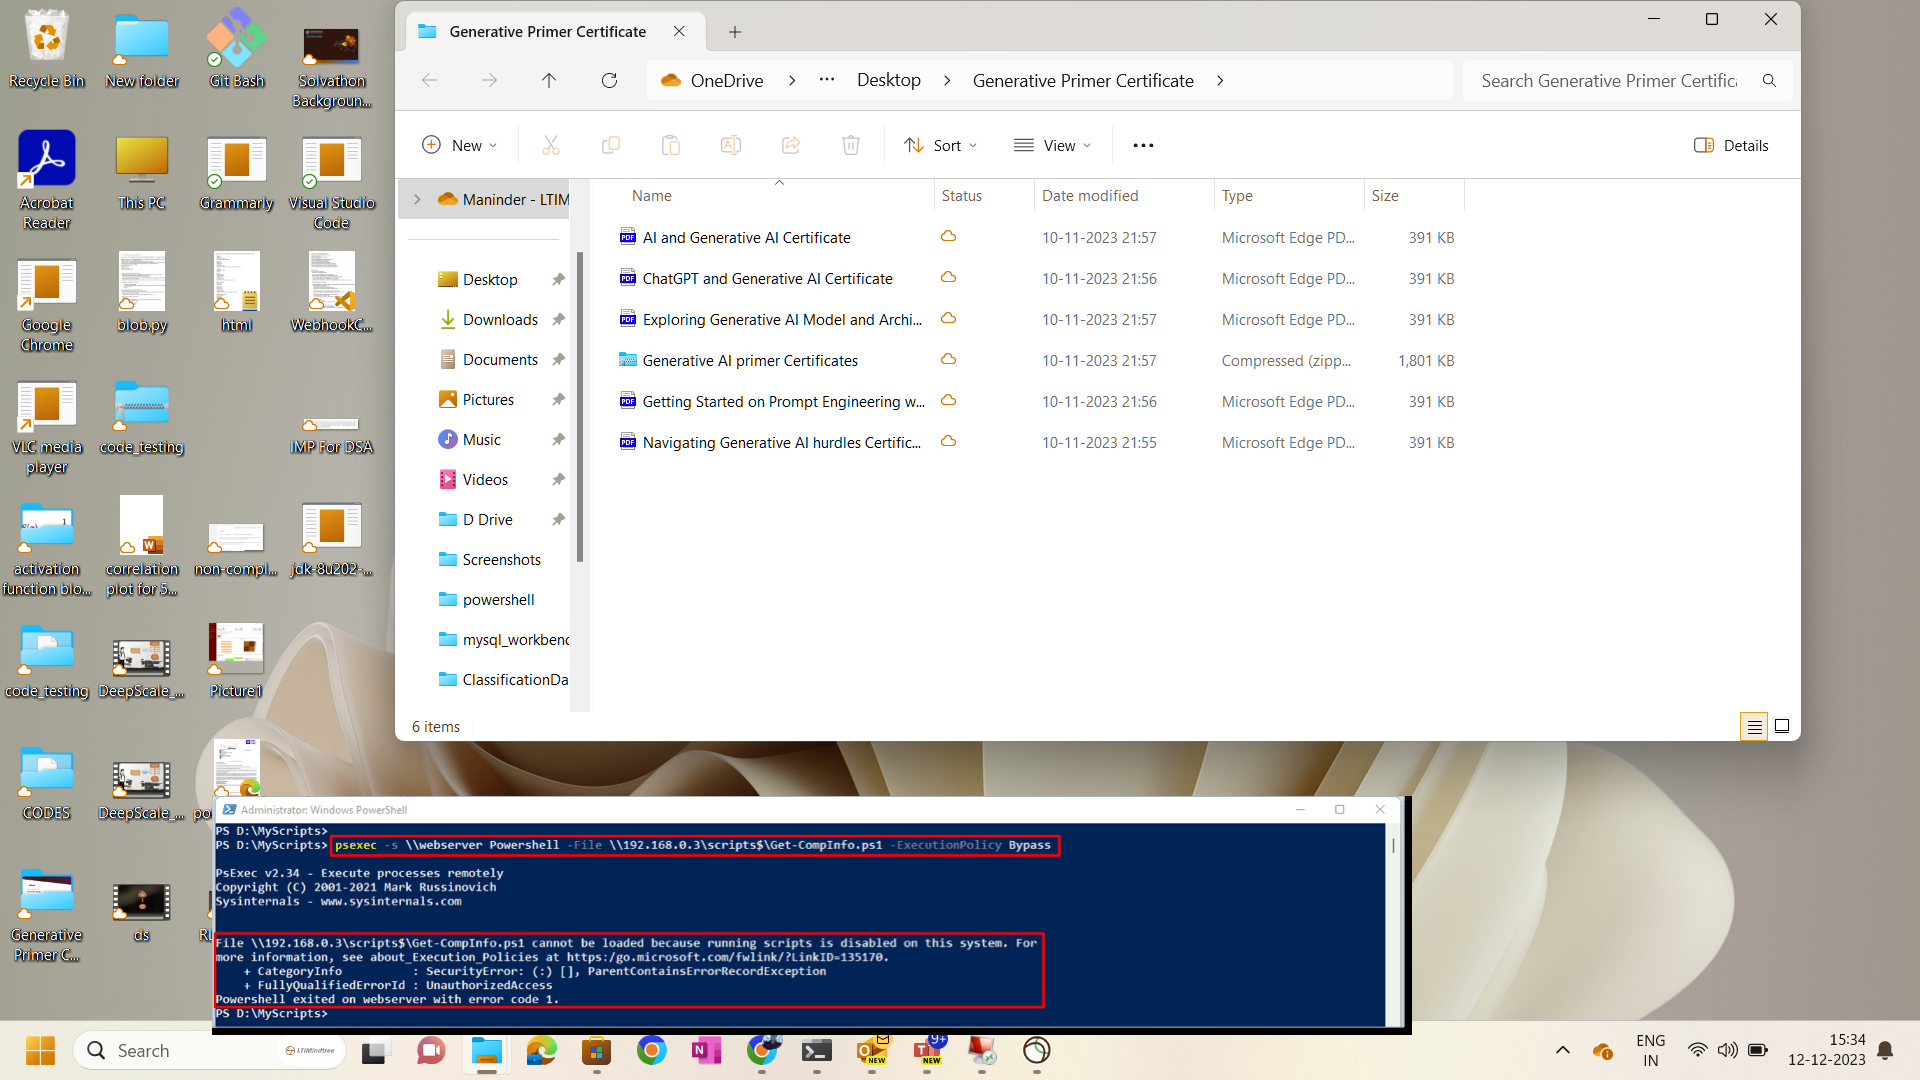 Recycle Bin
New folder
Git Bash
Solvathon
Backgroun...
Acrobat
Reader
This PC
Grammarly
Visual Studio
Code
Google
Chrome
blob.py
html
WebhookC...
VLC media
player
code_testing
IMP For DSA
activation
function blo...
correlation
plot for 5...
non-compl...
jdk-8u202-...
code_testing
DeepScale_...
Picture1
CODES
DeepScale_...
po
Generative
Primer C...
ds
Generative Primer Certificate
OneDrive
Desktop
Generative Primer Certificate
Search Generative Primer Certific
New
Sort
View
Details
Maninder - LTIM
Desktop
Downloads
Documents
Pictures
Music
Videos
D Drive
Screenshots
powershell
mysql_workbenc
ClassificationDa
Name Status Date modified Type Size
AI and Generative AI Certificate 10-11-2023 21:57 Microsoft Edge PD... 391 KB
ChatGPT and Generative AI Certificate 10-11-2023 21:56 Microsoft Edge PD... 391 KB
Exploring Generative AI Model and Archi... 10-11-2023 21:57 Microsoft Edge PD... 391 KB
Generative AI primer Certificates 10-11-2023 21:57 Compressed (zipp... 1,801 KB
Getting Started on Prompt Engineering w... 10-11-2023 21:56 Microsoft Edge PD... 391 KB
Navigating Generative AI hurdles Certific... 10-11-2023 21:55 Microsoft Edge PD... 391 KB
6 items
Administrator: Windows PowerShell
PS D:\MyScripts>
PS D:\MyScripts> psexec -s \\webserver Powershell -File \\192.168.0.3\scripts$\Get-CompInfo.ps1 -ExecutionPolicy Bypass
PsExec v2.34 - Execute processes remotely
Copyright (C) 2001-2021 Mark Russinovich
Sysinternals - www.sysinternals.com
File \\192.168.0.3\scripts$\Get-CompInfo.ps1 cannot be loaded because running scripts is disabled on this system. For
more information, see about_Execution_Policies at https:/go.microsoft.com/fwlink/?LinkID=135170.
+ CategoryInfo : SecurityError: (:) [], ParentContainsErrorRecordException
+ FullyQualifiedErrorId : UnauthorizedAccess
Powershell exited on webserver with error code 1.
PS D:\MyScripts>
Search
LTIMindtree
NEW
9+
NEW
ENG
IN
15:34
12-12-2023